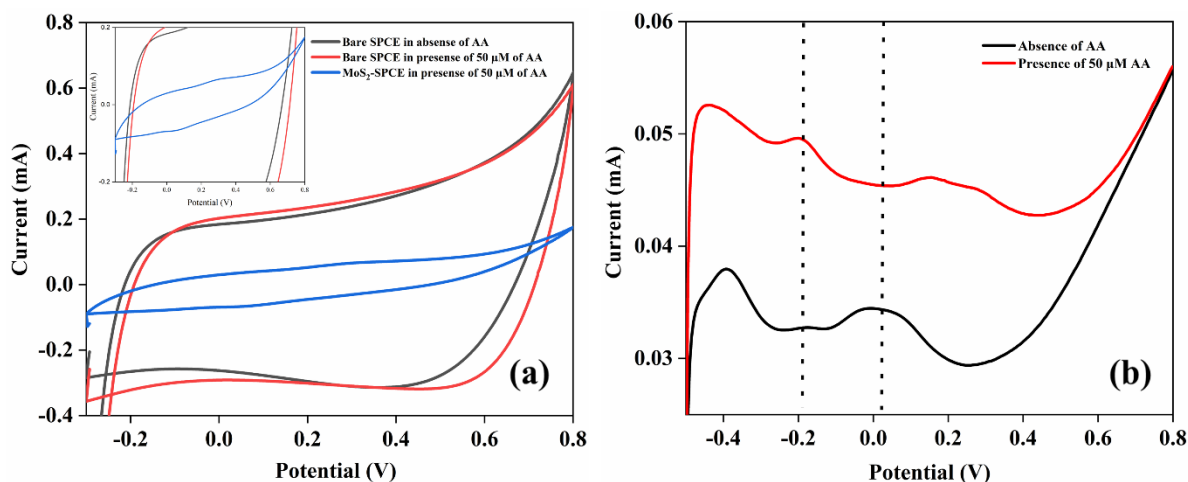 Bare SPCE in absense of AA
Bare SPCE in presense of 50 µM of AA
MoS2-SPCE in presense of 50 µM of AA
Current (mA)
0.8
0.6
0.4
0.2
0.0
-0.2
-0.4
-0.2
0.0
0.2
0.4
0.6
0.8
Potential (V)
(a)
Current (mA)
0.2
0.0
-0.2
-0.2
0.0
0.2
0.4
0.6
0.8
Potential (V)
Absence of AA
Presence of 50 µM AA
Current (mA)
0.06
0.05
0.04
0.03
-0.4
-0.2
0.0
0.2
0.4
0.6
0.8
Potential (V)
(b)